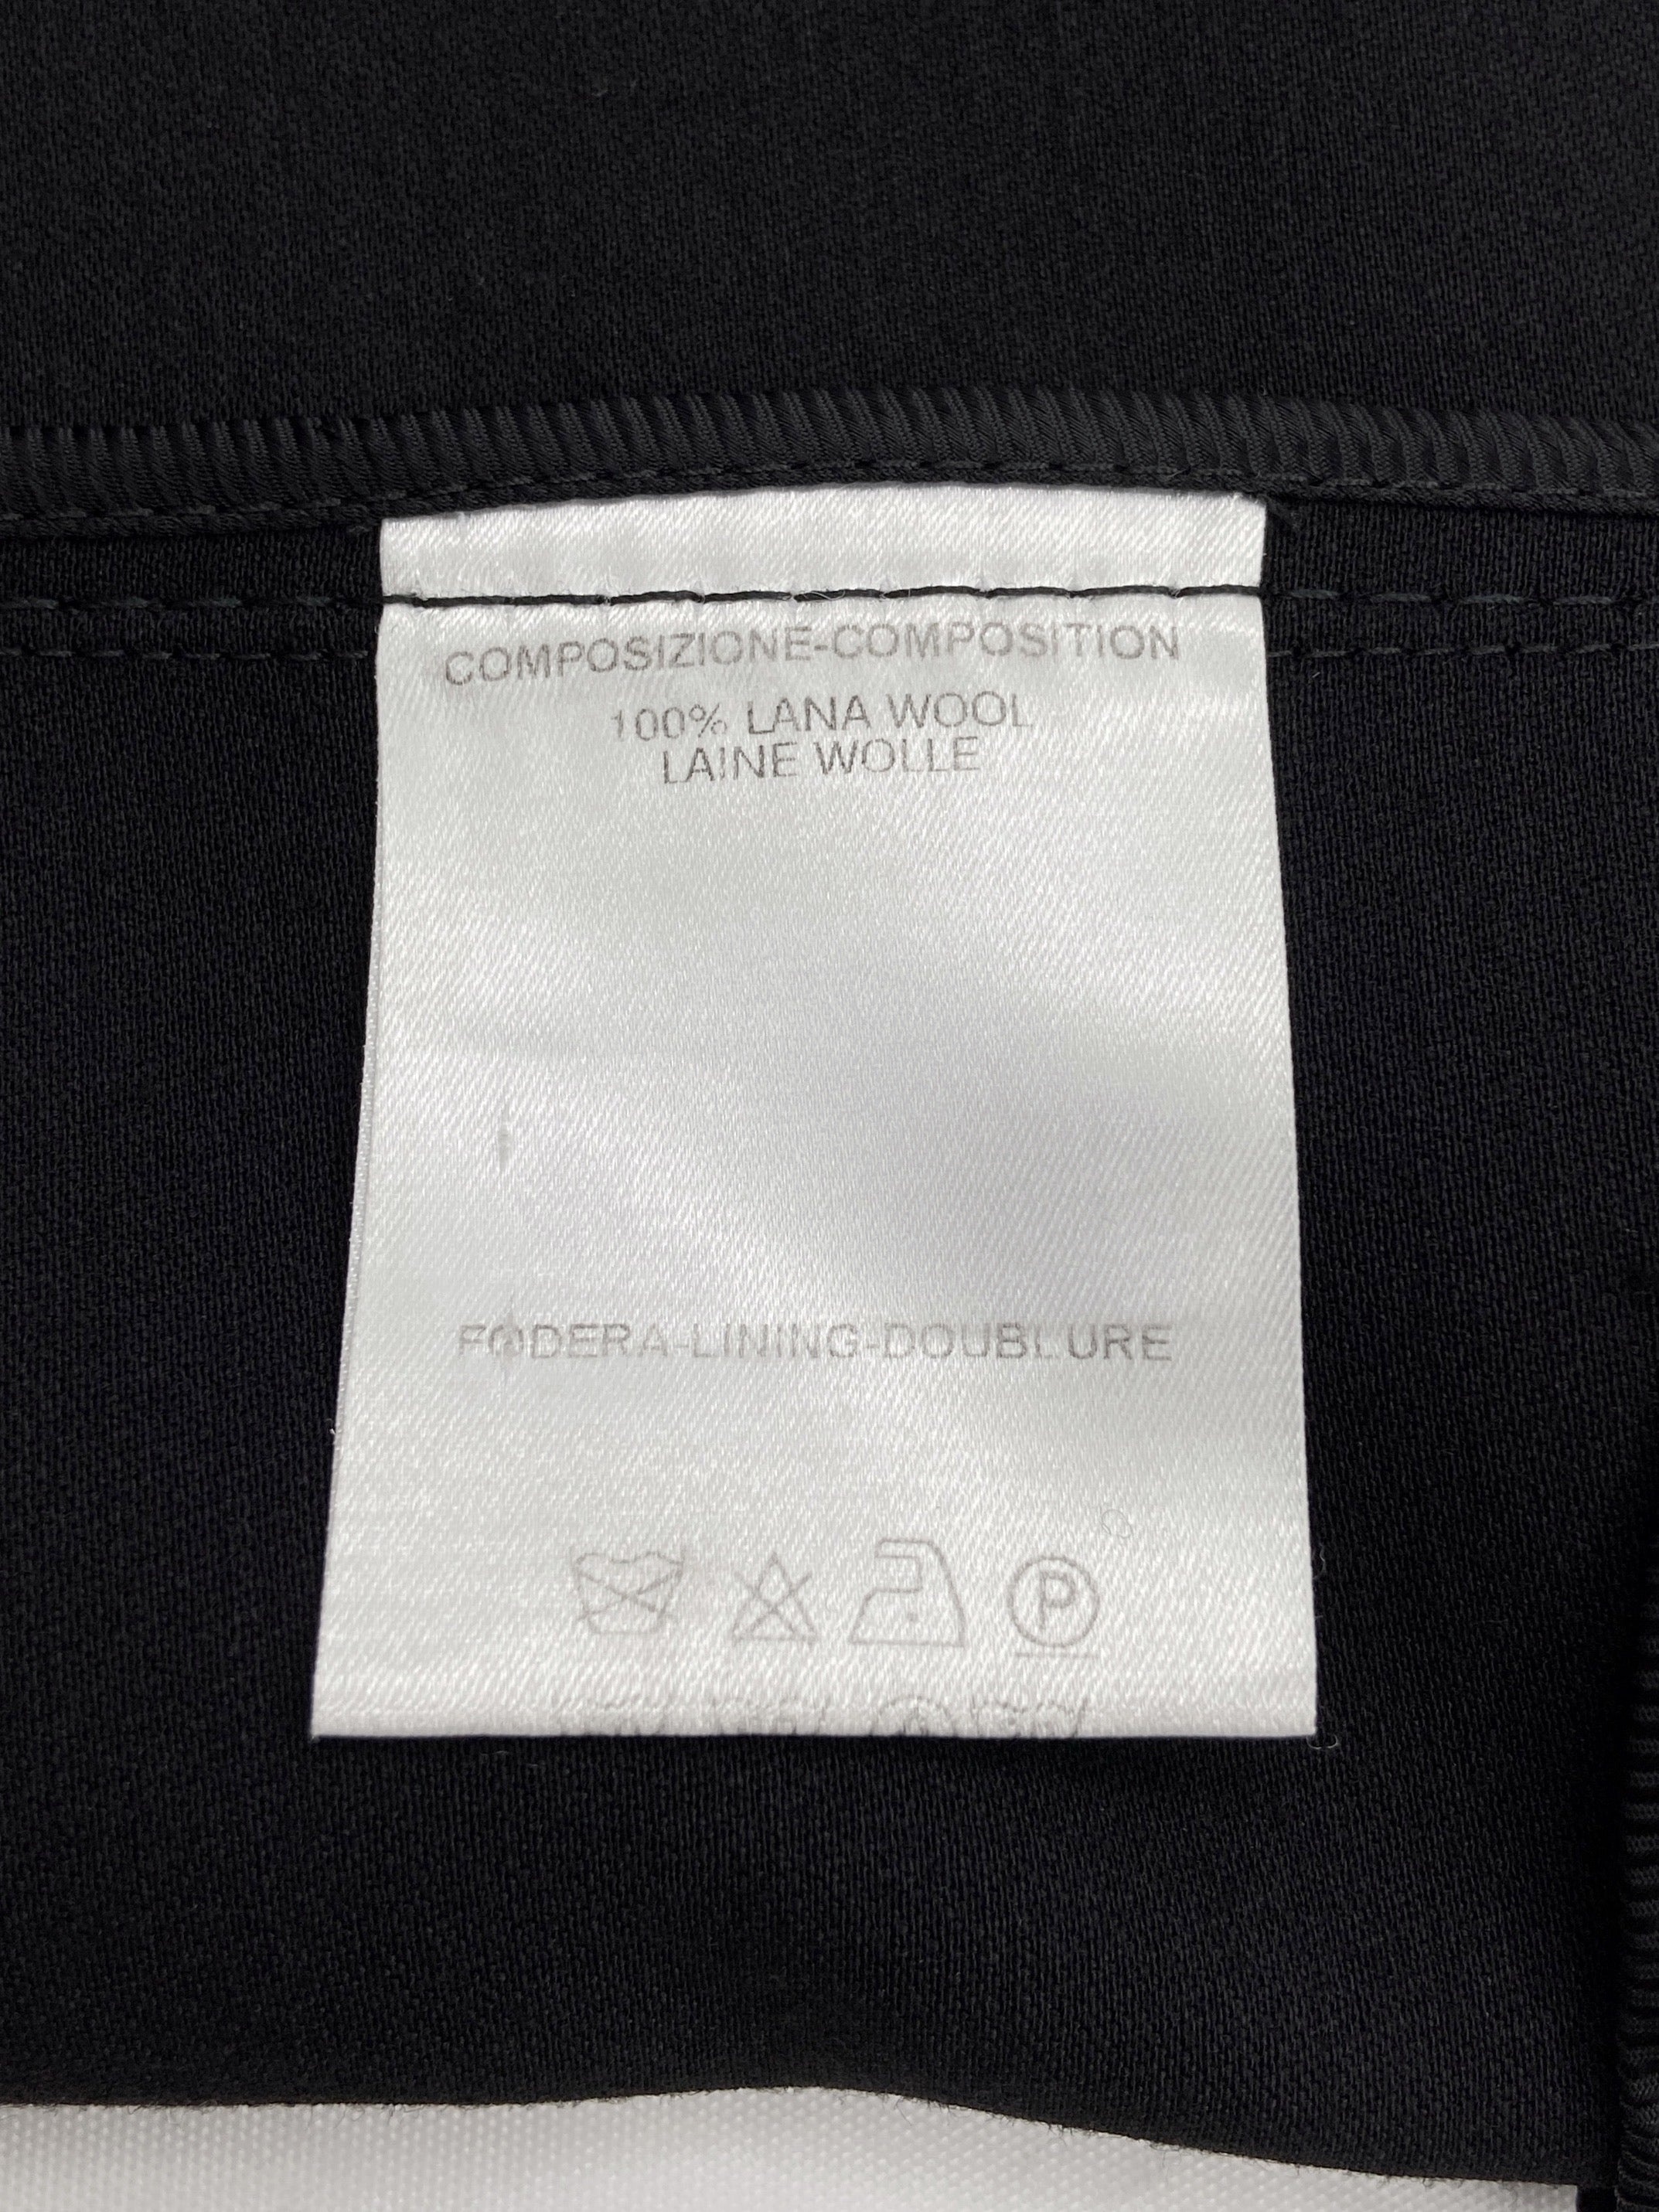 COMPOSIZIONE-COMPOSITION
100% LANA WOOL
LAINE WOLLE
FODERA-LINING-DOUBLURE
P